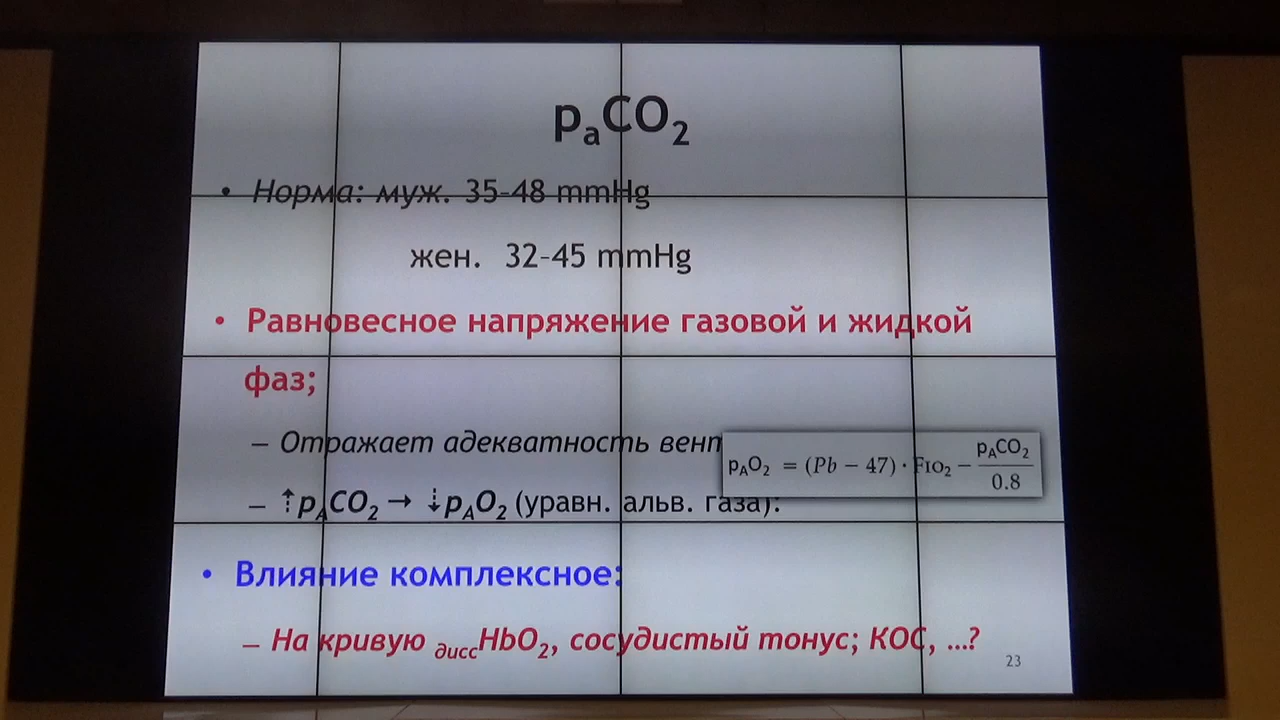 pₐCO₂
• Норма: муж. 35-48 mmHg
жен. 32-45 mmHg
• Равновесное напряжение газовой и жидкой
фаз;
– Отражает адекватность
pAO₂ = (Pb − 47) · FIO₂ − pACO₂ / 0.8
– ⇡pACO₂ → ⇣pAO₂ (уравн. альв. газа):
• Влияние комплексное:
– На кривую диссHbO₂, сосудистый тонус; КОС, ...?
23